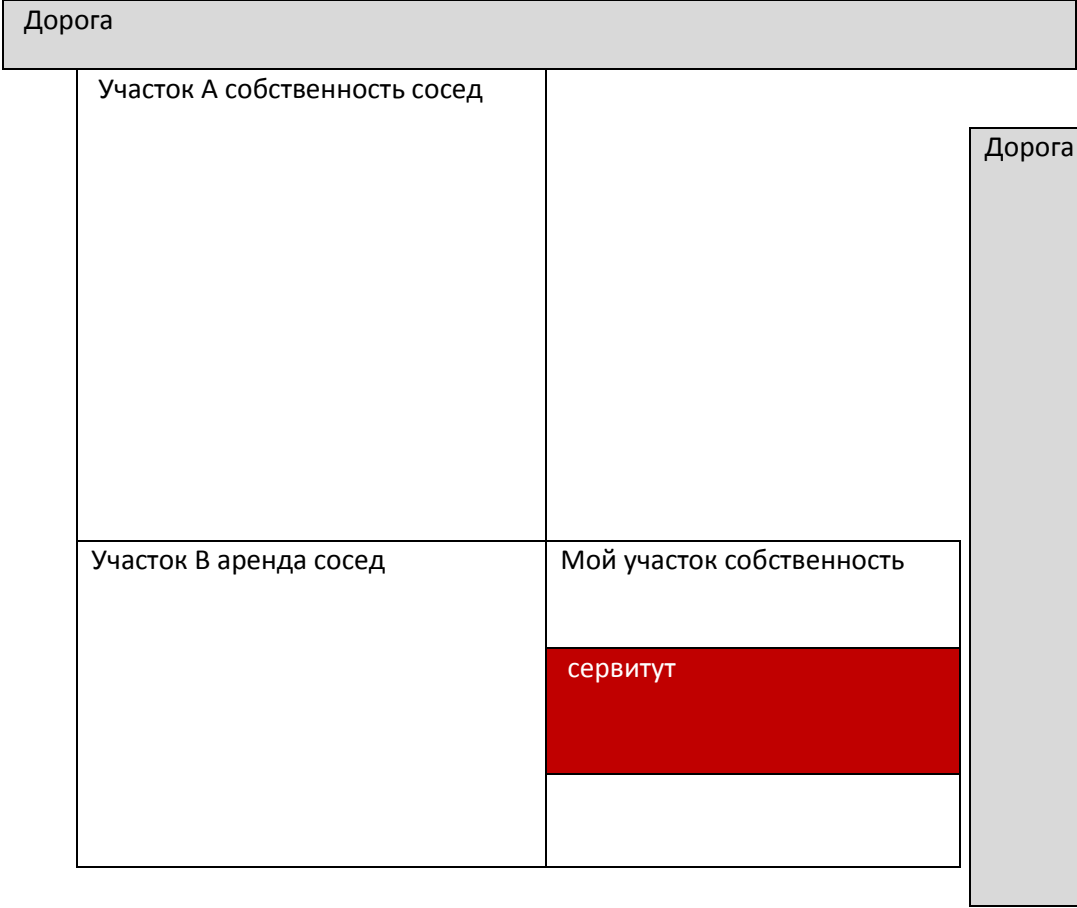 Дорога
Участок А собственность сосед
Дорога
Участок В аренда сосед
Мой участок собственность
сервитут